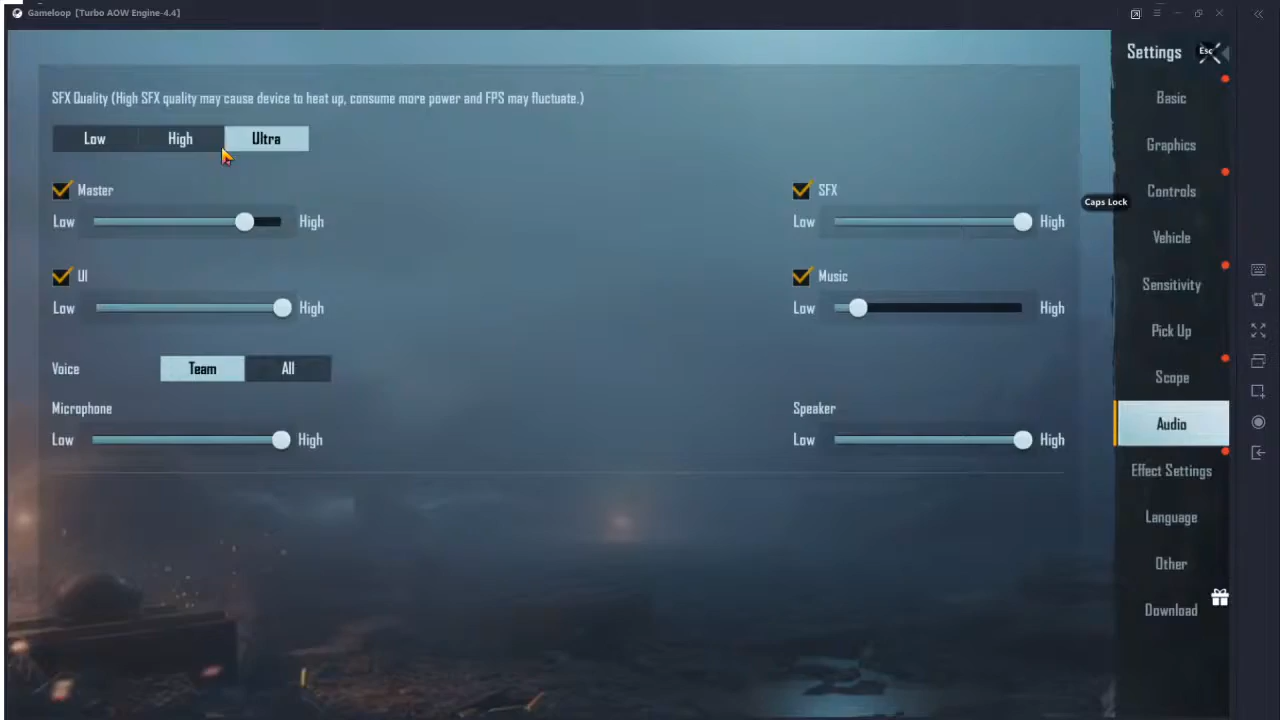 Gameloop [Turbo AOW Engine-4.4]
Settings
Esc
SFX Quality (High SFX quality may cause device to heat up, consume more power and FPS may fluctuate.)
Low High Ultra
Master
Low High
SFX
Low High
UI
Low High
Music
Low High
Voice Team All
Microphone
Low High
Speaker
Low High
Caps Lock
Basic
Graphics
Controls
Vehicle
Sensitivity
Pick Up
Scope
Audio
Effect Settings
Language
Other
Download